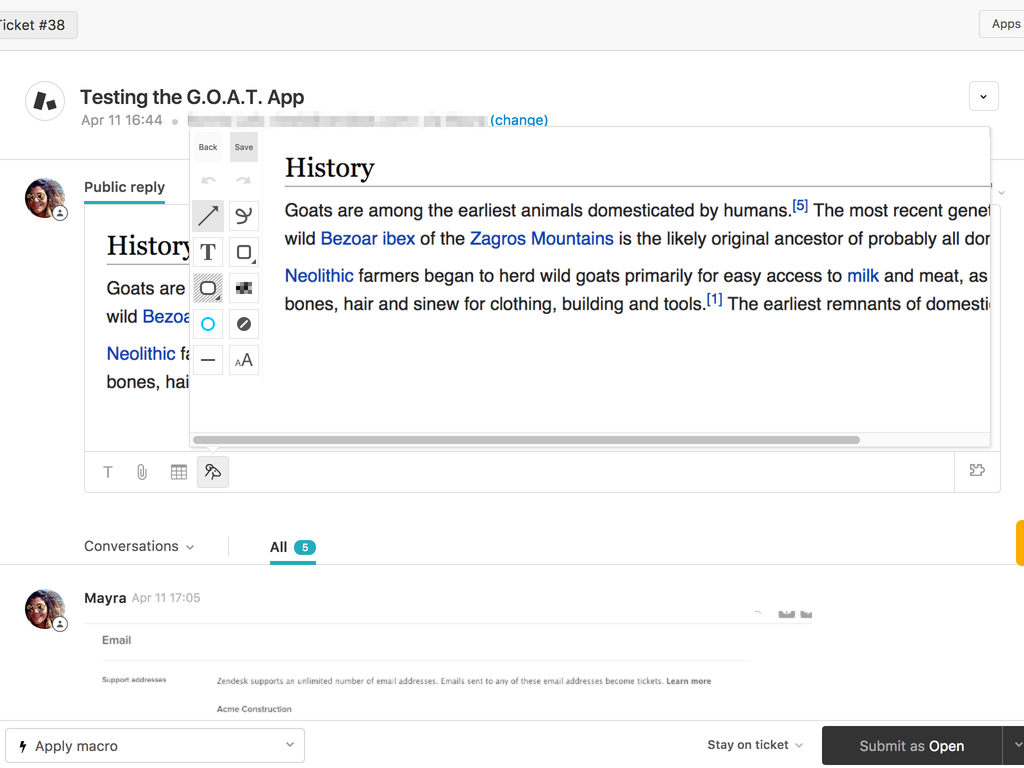 Ticket #38
Apps
Testing the G.O.A.T. App
Apr 11 16:44
(change)
Back
Save
Public reply
T
AA
History
Goats are among the earliest animals domesticated by humans.[5] The most recent genet
wild Bezoar ibex of the Zagros Mountains is the likely original ancestor of probably all dor
Neolithic farmers began to herd wild goats primarily for easy access to milk and meat, as
bones, hair and sinew for clothing, building and tools.[1] The earliest remnants of domesti
History
Goats are
wild Bezoa
Neolithic fa
bones, hai
T
Conversations
All 5
Mayra Apr 11 17:05
Email
Support addresses
Zendesk supports an unlimited number of email addresses. Emails sent to any of these email addresses become tickets. Learn more
Acme Construction
Apply macro
Stay on ticket
Submit as Open